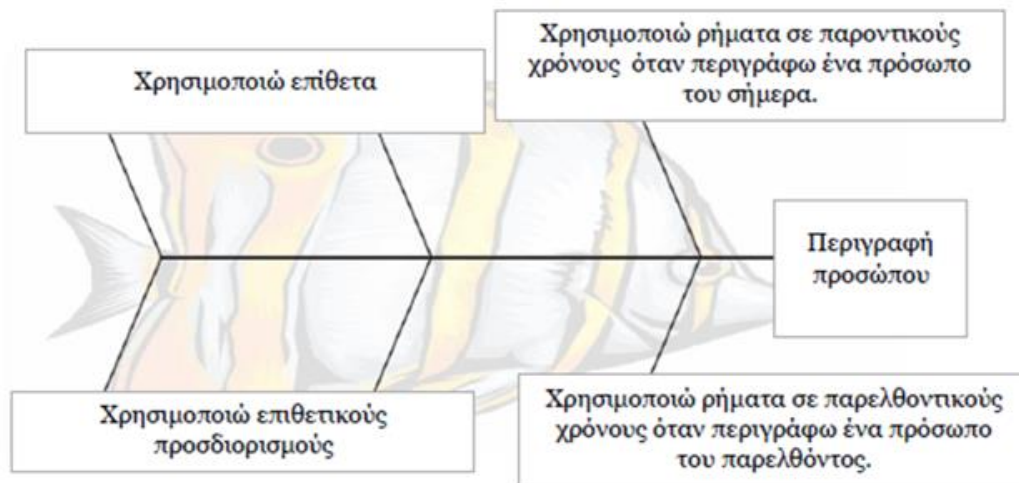 Χρησιμοποιώ επίθετα
Χρησιμοποιώ ρήματα σε παροντικούς
χρόνους όταν περιγράφω ένα πρόσωπο
του σήμερα.
Περιγραφή
προσώπου
Χρησιμοποιώ επιθετικούς
προσδιορισμούς
Χρησιμοποιώ ρήματα σε παρελθοντικούς
χρόνους όταν περιγράφω ένα πρόσωπο
του παρελθόντος.